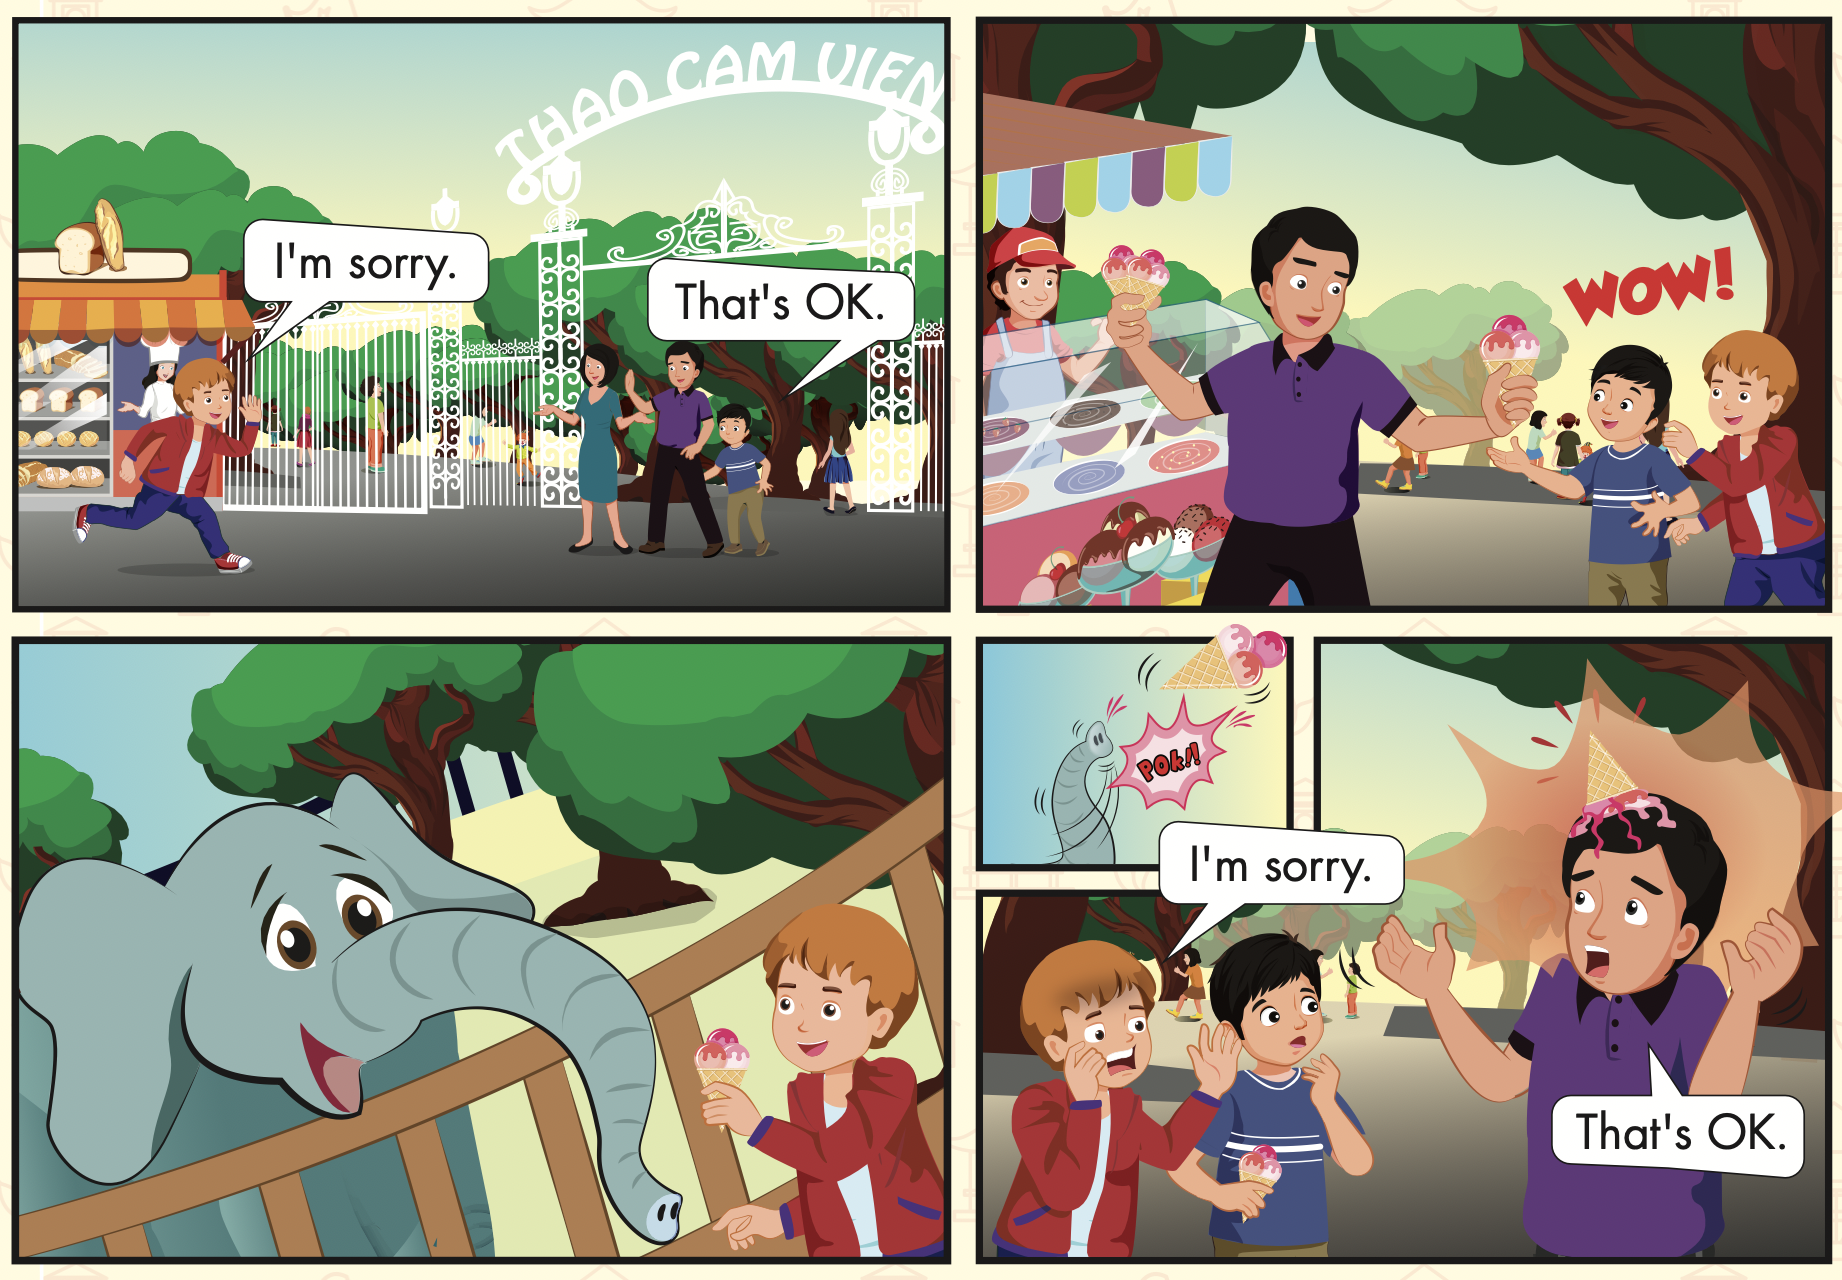 THAO CAM VIEN
I'm sorry.
That's OK.
WOW!
POK!!
I'm sorry.
That's OK.